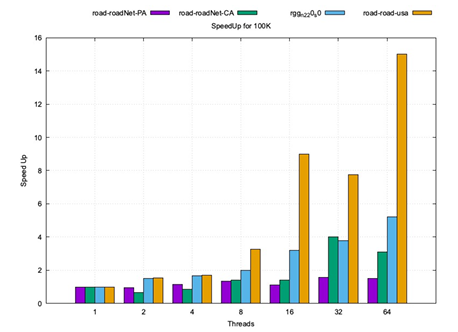 road-roadNet-PA road-roadNet-CA rgg_n22_0_s0 road-road-usa
SpeedUp for 100K
16
14
12
10
8
6
4
2
0
Speed Up
1 2 4 8 16 32 64
Threads